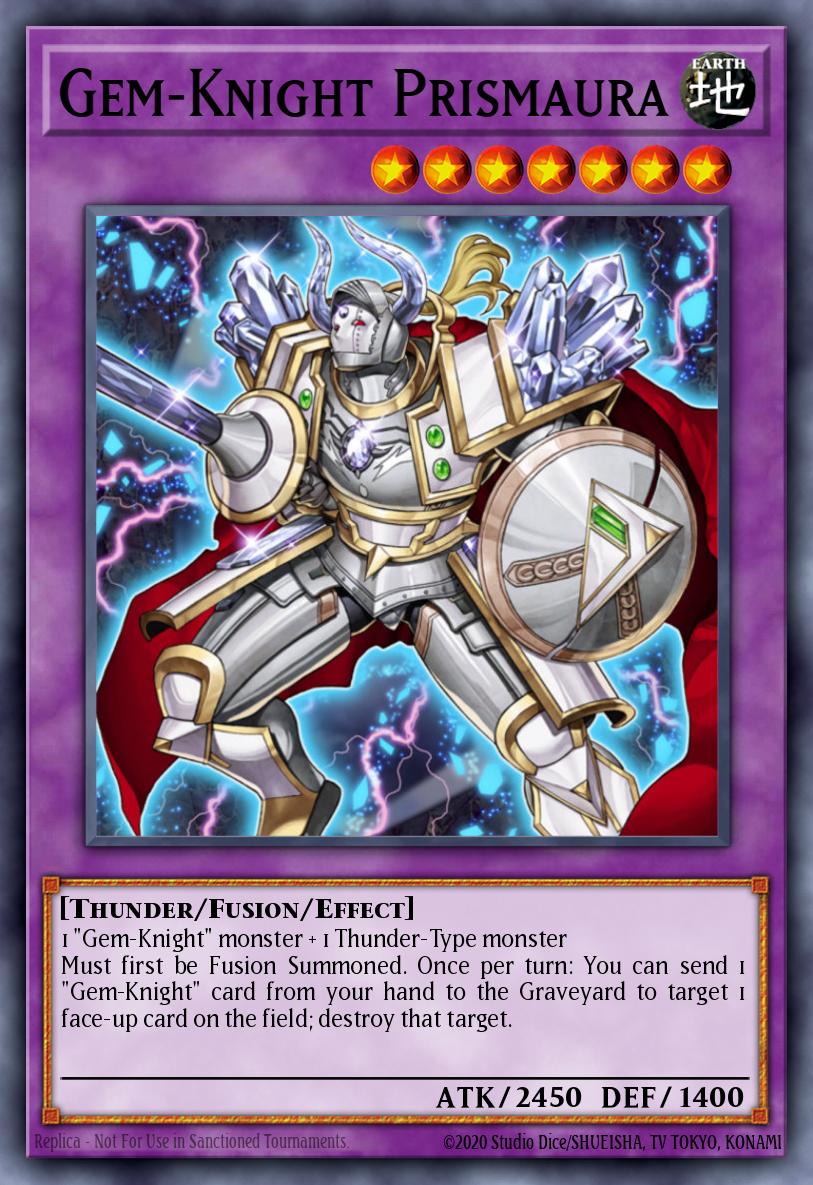 Gem-Knight Prismaura
EARTH
地
[Thunder/Fusion/Effect]
1 "Gem-Knight" monster + 1 Thunder-Type monster
Must first be Fusion Summoned. Once per turn: You can send 1
"Gem-Knight" card from your hand to the Graveyard to target 1
face-up card on the field; destroy that target.
ATK/2450 DEF/1400
Replica - Not For Use in Sanctioned Tournaments.
©2020 Studio Dice/SHUEISHA, TV TOKYO, KONAMI